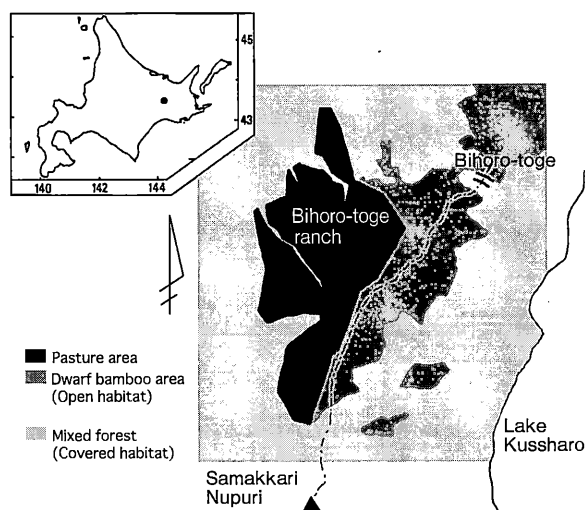 45
43
140
142
144
Bihoro-toge
Bihoro-toge
ranch
Pasture area
Dwarf bamboo area
(Open habitat)
Mixed forest
(Covered habitat)
Lake
Kussharo
Samakkari
Nupuri